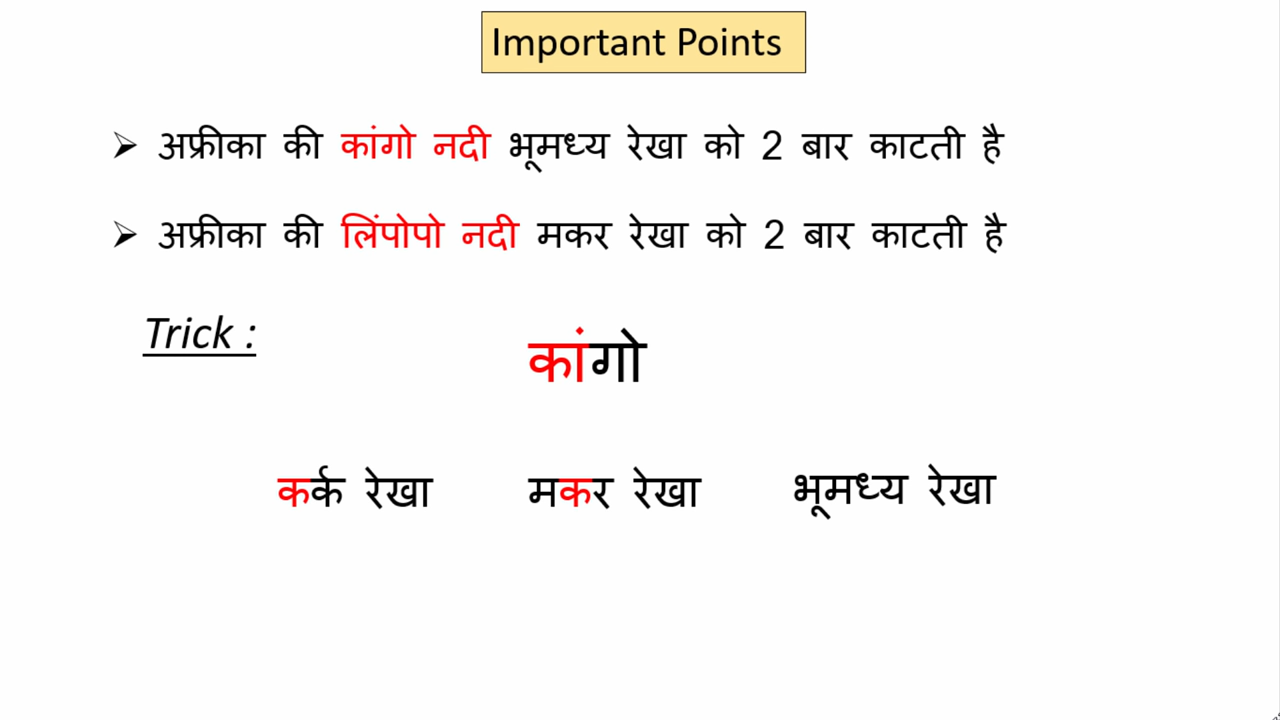 Important Points
➢ अफ्रीका की कांगो नदी भूमध्य रेखा को 2 बार काटती है
➢ अफ्रीका की लिंपोपो नदी मकर रेखा को 2 बार काटती है
Trick :
कांगो
कर्क रेखा मकर रेखा भूमध्य रेखा